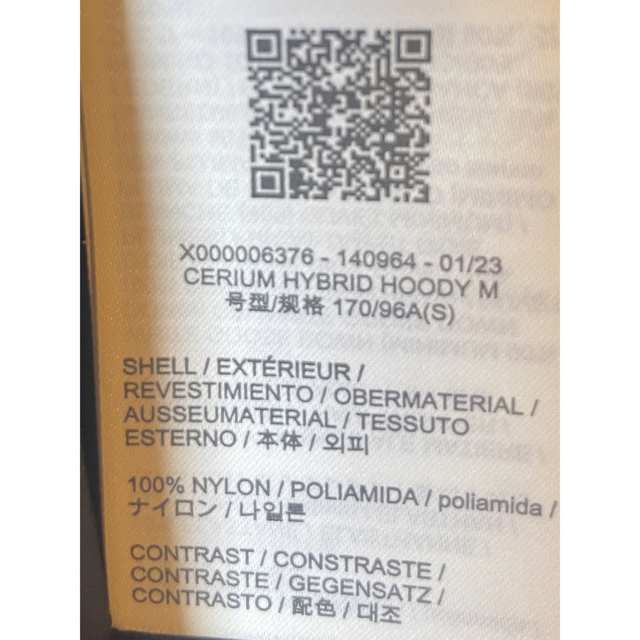 X000006376 - 140964 - 01/23
CERIUM HYBRID HOODY M
号型/规格 170/96A(S)
SHELL / EXTÉRIEUR /
REVESTIMIENTO / OBERMATERIAL /
AUSSEUMATERIAL / TESSUTO
ESTERNO / 本体 / 외피
100% NYLON / POLIAMIDA / poliamida /
ナイロン / 나일론
CONTRAST / CONSTRASTE /
CONTRASTE / GEGENSATZ /
CONTRASTO / 配色 / 대조